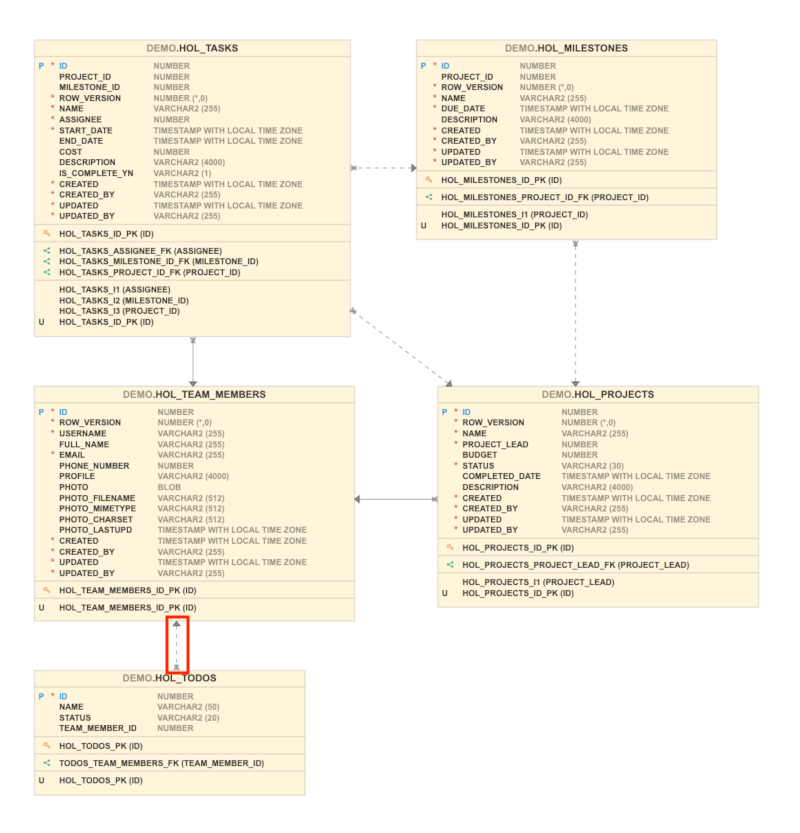 DEMO.HOL_TASKS
P * ID NUMBER
PROJECT_ID NUMBER
MILESTONE_ID NUMBER
* ROW_VERSION NUMBER (*,0)
* NAME VARCHAR2 (255)
* ASSIGNEE NUMBER
* START_DATE TIMESTAMP WITH LOCAL TIME ZONE
END_DATE TIMESTAMP WITH LOCAL TIME ZONE
COST NUMBER
DESCRIPTION VARCHAR2 (4000)
IS_COMPLETE_YN VARCHAR2 (1)
* CREATED TIMESTAMP WITH LOCAL TIME ZONE
* CREATED_BY VARCHAR2 (255)
* UPDATED TIMESTAMP WITH LOCAL TIME ZONE
* UPDATED_BY VARCHAR2 (255)
HOL_TASKS_ID_PK (ID)
HOL_TASKS_ASSIGNEE_FK (ASSIGNEE)
HOL_TASKS_MILESTONE_ID_FK (MILESTONE_ID)
HOL_TASKS_PROJECT_ID_FK (PROJECT_ID)
HOL_TASKS_I1 (ASSIGNEE)
HOL_TASKS_I2 (MILESTONE_ID)
HOL_TASKS_I3 (PROJECT_ID)
U HOL_TASKS_ID_PK (ID)
DEMO.HOL_MILESTONES
P * ID NUMBER
PROJECT_ID NUMBER
* ROW_VERSION NUMBER (*,0)
* NAME VARCHAR2 (255)
* DUE_DATE TIMESTAMP WITH LOCAL TIME ZONE
DESCRIPTION VARCHAR2 (4000)
* CREATED TIMESTAMP WITH LOCAL TIME ZONE
* CREATED_BY VARCHAR2 (255)
* UPDATED TIMESTAMP WITH LOCAL TIME ZONE
* UPDATED_BY VARCHAR2 (255)
HOL_MILESTONES_ID_PK (ID)
HOL_MILESTONES_PROJECT_ID_FK (PROJECT_ID)
HOL_MILESTONES_I1 (PROJECT_ID)
U HOL_MILESTONES_ID_PK (ID)
DEMO.HOL_TEAM_MEMBERS
P * ID NUMBER
* ROW_VERSION NUMBER (*,0)
* USERNAME VARCHAR2 (255)
FULL_NAME VARCHAR2 (255)
* EMAIL VARCHAR2 (255)
PHONE_NUMBER NUMBER
PROFILE VARCHAR2 (4000)
PHOTO BLOB
PHOTO_FILENAME VARCHAR2 (512)
PHOTO_MIMETYPE VARCHAR2 (512)
PHOTO_CHARSET VARCHAR2 (512)
PHOTO_LASTUPD TIMESTAMP WITH LOCAL TIME ZONE
* CREATED TIMESTAMP WITH LOCAL TIME ZONE
* CREATED_BY VARCHAR2 (255)
* UPDATED TIMESTAMP WITH LOCAL TIME ZONE
* UPDATED_BY VARCHAR2 (255)
HOL_TEAM_MEMBERS_ID_PK (ID)
U HOL_TEAM_MEMBERS_ID_PK (ID)
DEMO.HOL_PROJECTS
P * ID NUMBER
* ROW_VERSION NUMBER (*,0)
* NAME VARCHAR2 (255)
* PROJECT_LEAD NUMBER
BUDGET NUMBER
* STATUS VARCHAR2 (30)
COMPLETED_DATE TIMESTAMP WITH LOCAL TIME ZONE
DESCRIPTION VARCHAR2 (4000)
* CREATED TIMESTAMP WITH LOCAL TIME ZONE
* CREATED_BY VARCHAR2 (255)
* UPDATED TIMESTAMP WITH LOCAL TIME ZONE
* UPDATED_BY VARCHAR2 (255)
HOL_PROJECTS_ID_PK (ID)
HOL_PROJECTS_PROJECT_LEAD_FK (PROJECT_LEAD)
HOL_PROJECTS_I1 (PROJECT_LEAD)
U HOL_PROJECTS_ID_PK (ID)
DEMO.HOL_TODOS
P * ID NUMBER
NAME VARCHAR2 (50)
STATUS VARCHAR2 (20)
TEAM_MEMBER_ID NUMBER
HOL_TODOS_PK (ID)
TODOS_TEAM_MEMBERS_FK (TEAM_MEMBER_ID)
U HOL_TODOS_PK (ID)